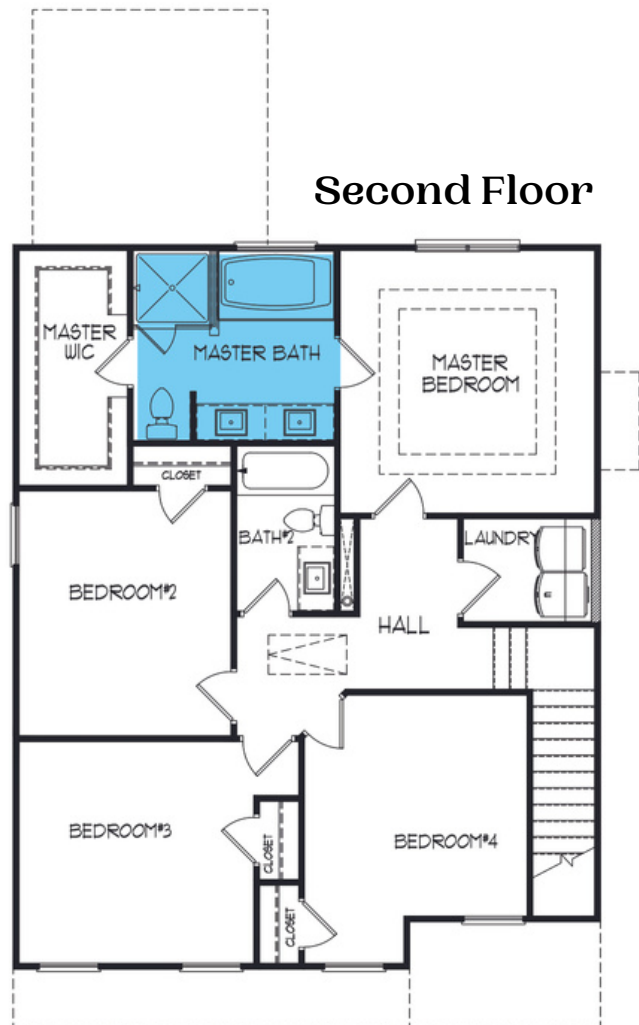 Second Floor
MASTER
WIC
MASTER BATH
MASTER
BEDROOM
CLOSET
BATH#2
LAUNDRY
BEDROOM#2
HALL
BEDROOM#3
CLOSET
BEDROOM#4
CLOSET